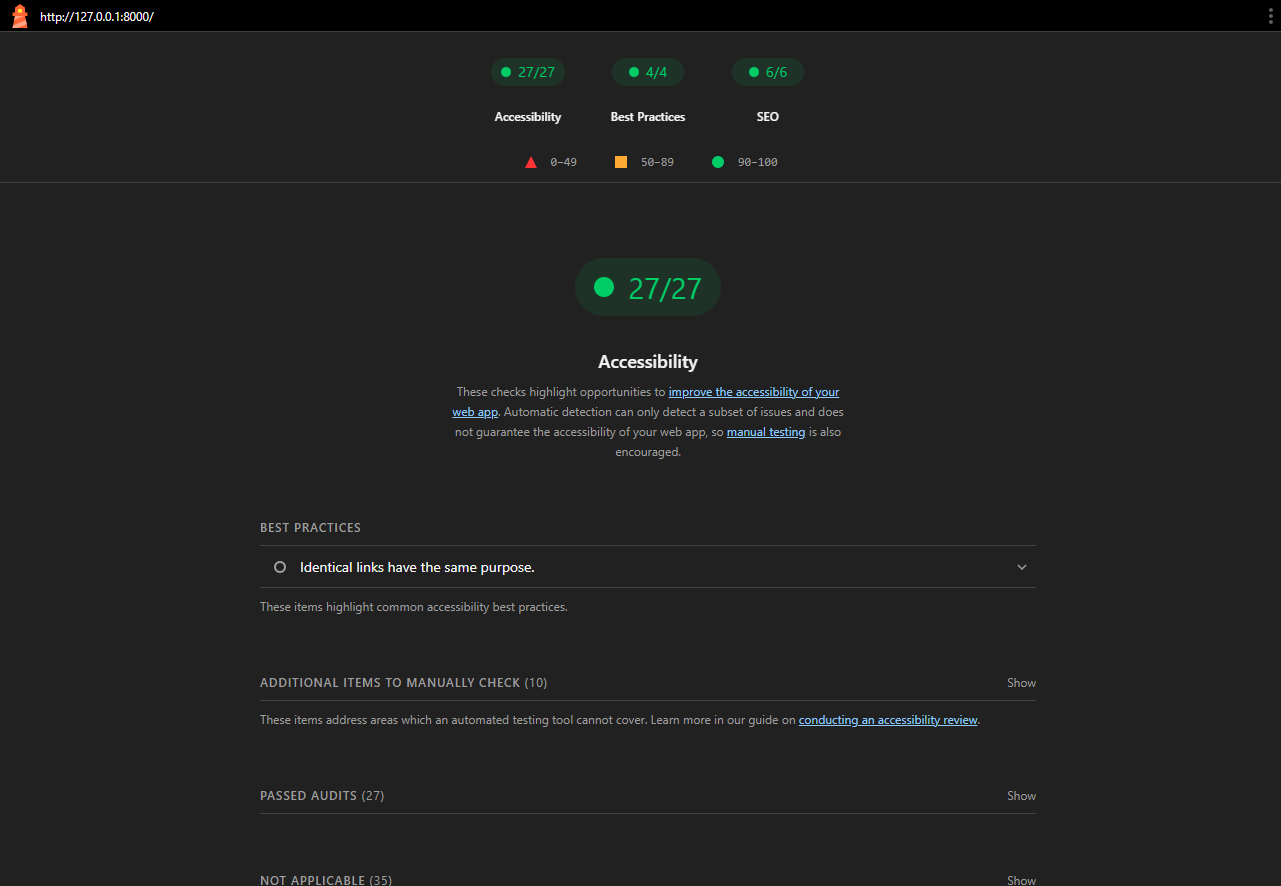 http://127.0.0.1:8000/
27/27 4/4 6/6
Accessibility Best Practices SEO
0–49 50–89 90–100
27/27
Accessibility
These checks highlight opportunities to improve the accessibility of your
web app. Automatic detection can only detect a subset of issues and does
not guarantee the accessibility of your web app, so manual testing is also
encouraged.
BEST PRACTICES
Identical links have the same purpose.
These items highlight common accessibility best practices.
ADDITIONAL ITEMS TO MANUALLY CHECK (10) Show
These items address areas which an automated testing tool cannot cover. Learn more in our guide on conducting an accessibility review.
PASSED AUDITS (27) Show
NOT APPLICABLE (35) Show